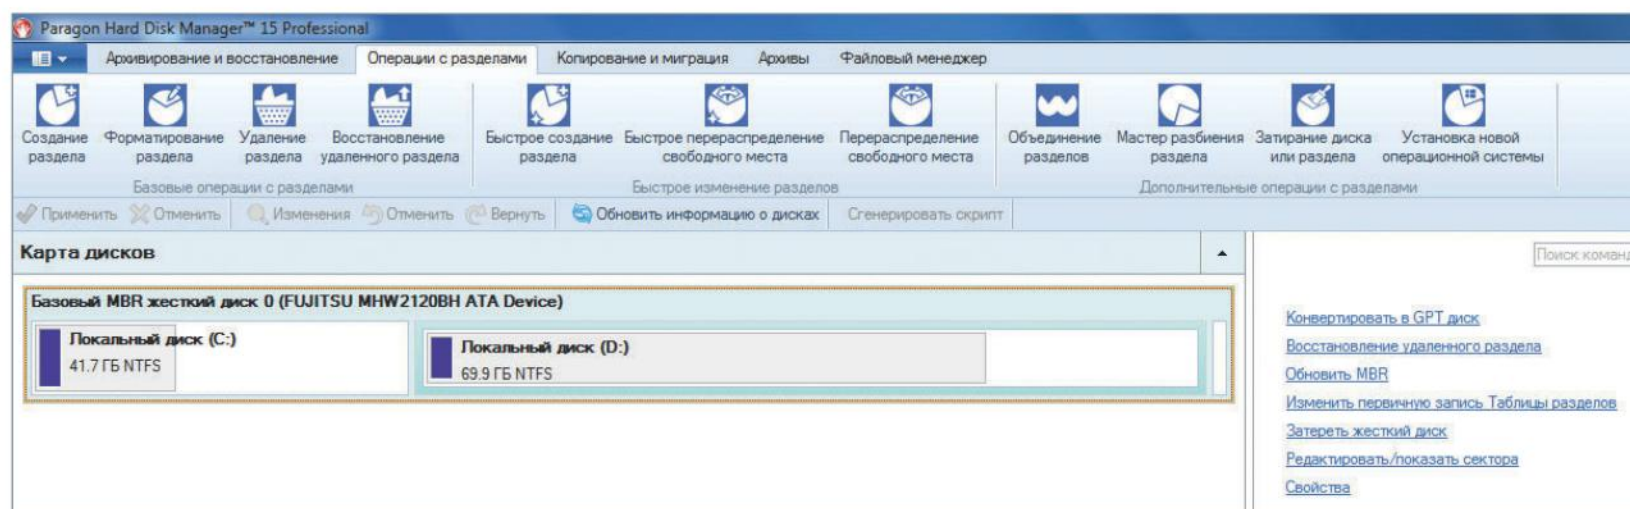 Paragon Hard Disk Manager™ 15 Professional
Архивирование и восстановление Операции с разделами Копирование и миграция Архивы Файловый менеджер
Создание Форматирование Удаление Восстановление Быстрое создание Быстрое перераспределение Перераспределение Объединение Мастер разбиения Затирание диска Установка новой
раздела раздела раздела удаленного раздела раздела свободного места свободного места разделов раздела или раздела операционной системы
Базовые операции с разделами Быстрое изменение разделов Дополнительные операции с разделами
Применить Отменить Изменения Отменить Вернуть Обновить информацию о дисках Сгенерировать скрипт
Карта дисков
Поиск команд
Базовый MBR жесткий диск 0 (FUJITSU MHW2120BH ATA Device)
Локальный диск (C:)
41.7 ГБ NTFS
Локальный диск (D:)
69.9 ГБ NTFS
Конвертировать в GPT диск
Восстановление удаленного раздела
Обновить MBR
Изменить первичную запись Таблицы разделов
Затереть жесткий диск
Редактировать/показать сектора
Свойства